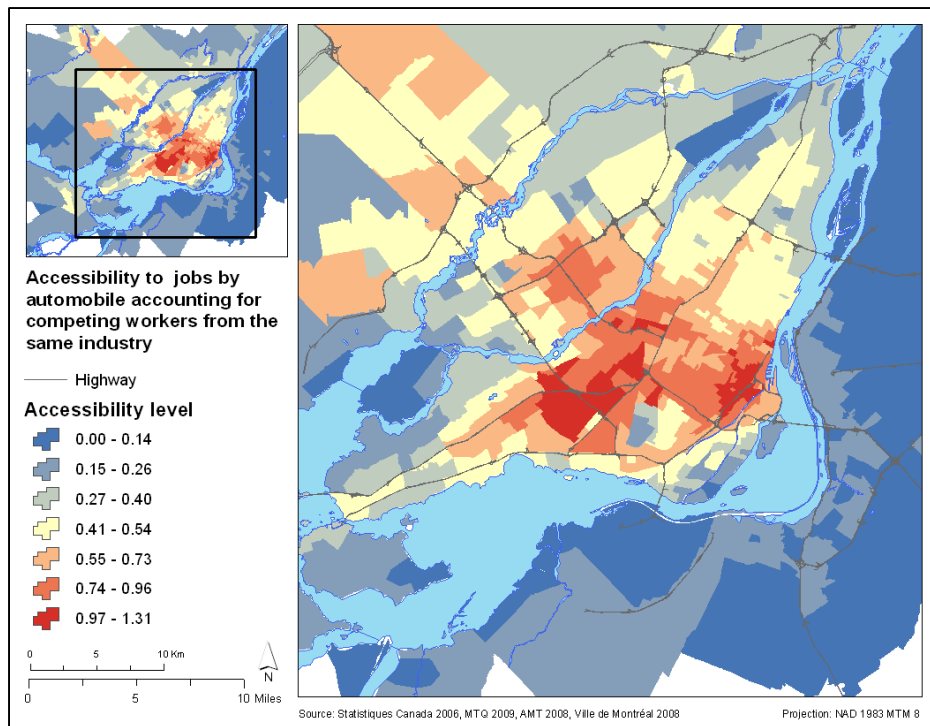 Accessibility to jobs by
automobile accounting for
competing workers from the
same industry
Highway
Accessibility level
0.00 - 0.14
0.15 - 0.26
0.27 - 0.40
0.41 - 0.54
0.55 - 0.73
0.74 - 0.96
0.97 - 1.31
0 5 10 Km
0 5 10 Miles
Source: Statistiques Canada 2006, MTQ 2009, AMT 2008, Ville de Montréal 2008
Projection: NAD 1983 MTM 8